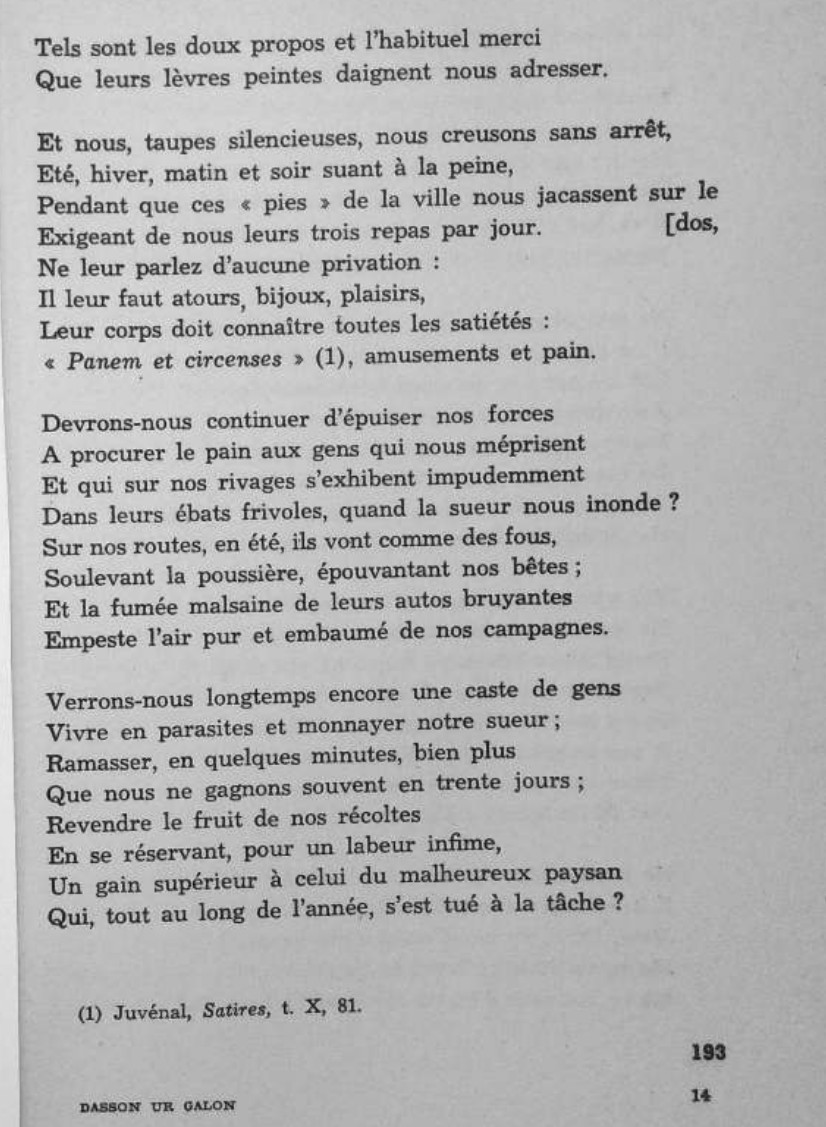 Tels sont les doux propos et l'habituel merci
Que leurs lèvres peintes daignent nous adresser.

Et nous, taupes silencieuses, nous creusons sans arrêt,
Eté, hiver, matin et soir suant à la peine,
Pendant que ces « pies » de la ville nous jacassent sur le
Exigeant de nous leurs trois repas par jour. [dos,
Ne leur parlez d'aucune privation :
Il leur faut atours, bijoux, plaisirs,
Leur corps doit connaître toutes les satiétés :
« Panem et circenses » (1), amusements et pain.

Devrons-nous continuer d'épuiser nos forces
A procurer le pain aux gens qui nous méprisent
Et qui sur nos rivages s'exhibent impudemment
Dans leurs ébats frivoles, quand la sueur nous inonde ?
Sur nos routes, en été, ils vont comme des fous,
Soulevant la poussière, épouvantant nos bêtes ;
Et la fumée malsaine de leurs autos bruyantes
Empeste l'air pur et embaumé de nos campagnes.

Verrons-nous longtemps encore une caste de gens
Vivre en parasites et monnayer notre sueur ;
Ramasser, en quelques minutes, bien plus
Que nous ne gagnons souvent en trente jours ;
Revendre le fruit de nos récoltes
En se réservant, pour un labeur infime,
Un gain supérieur à celui du malheureux paysan
Qui, tout au long de l'année, s'est tué à la tâche ?

(1) Juvénal, Satires, t. X, 81.

193
DASSON UR GALON
14